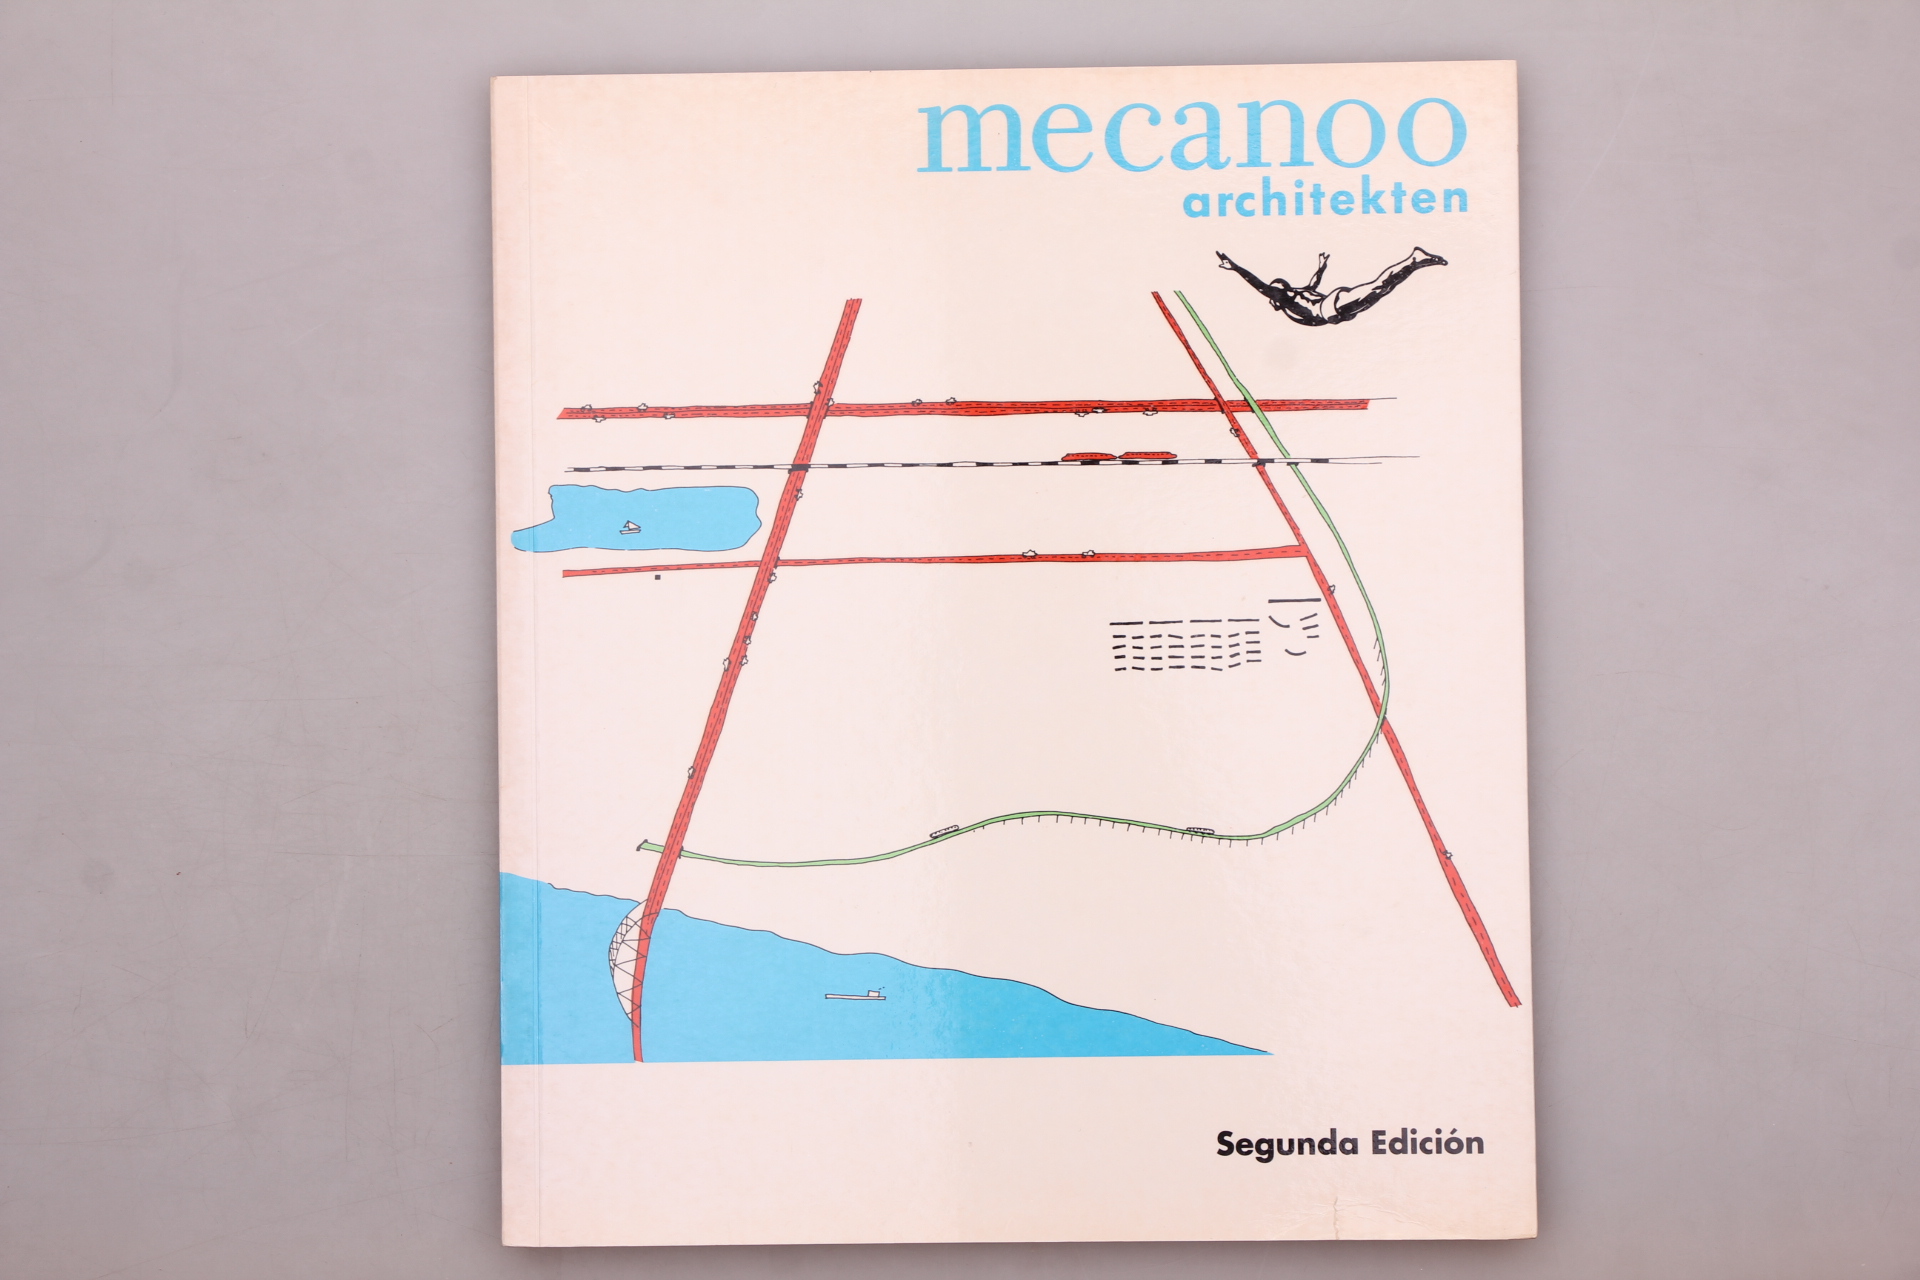 mecanoo
architekten
Segunda Edición